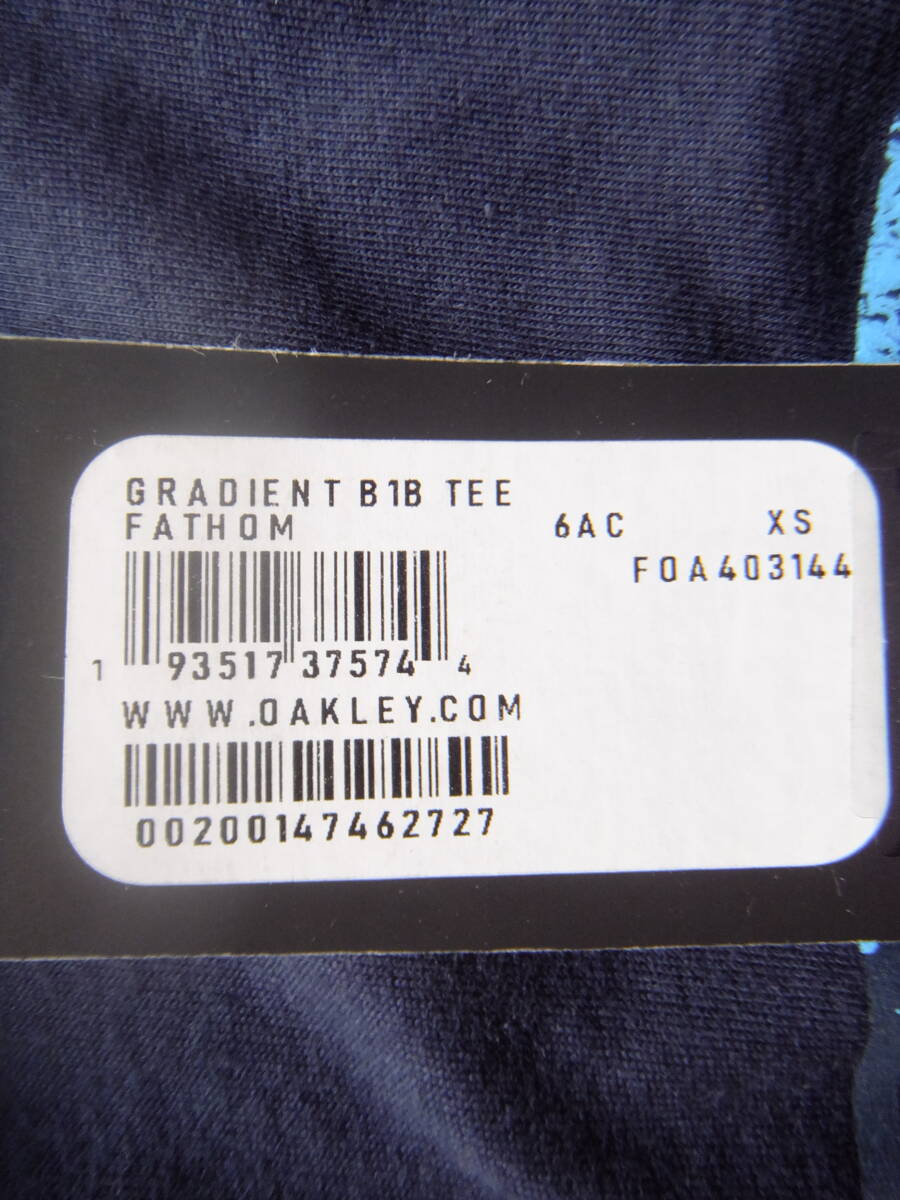 GRADIENT B1B TEE
FATHOM 6AC XS
FOA403144
1 93517 37574 4
WWW.OAKLEY.COM
00200147462727